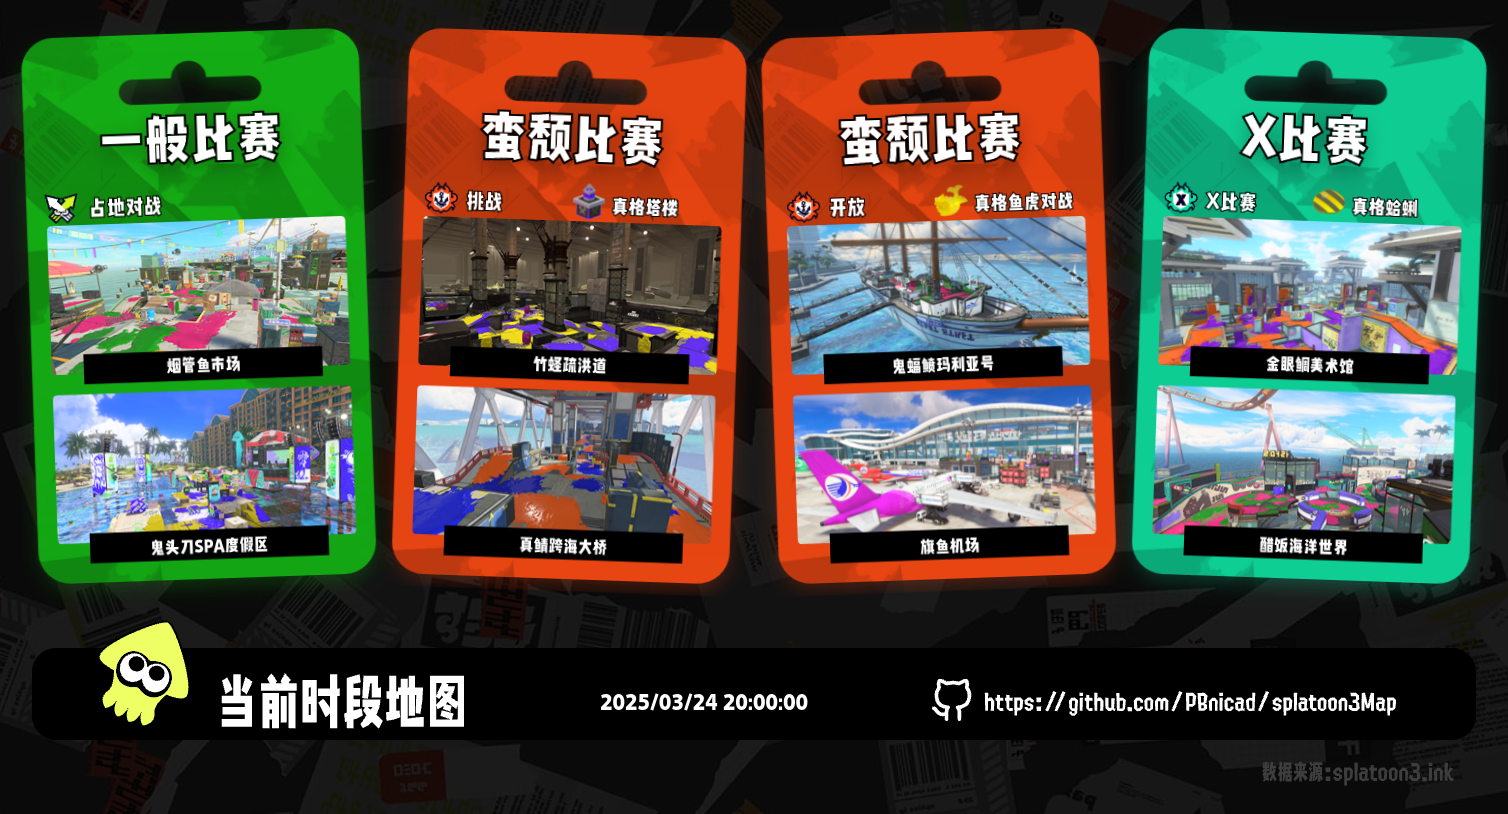 一般比赛
占地对战
烟管鱼市场
鬼头刀SPA度假区
蛮颓比赛
挑战
真格塔楼
竹蛏疏洪道
真鲷跨海大桥
蛮颓比赛
开放
真格鱼虎对战
鬼蝠鲼玛利亚号
旗鱼机场
X比赛
X比赛
真格蛤蜊
金眼鲷美术馆
醋饭海洋世界
当前时段地图
2025/03/24 20:00:00
https://github.com/PBnicad/splatoon3Map
数据来源:splatoon3.ink